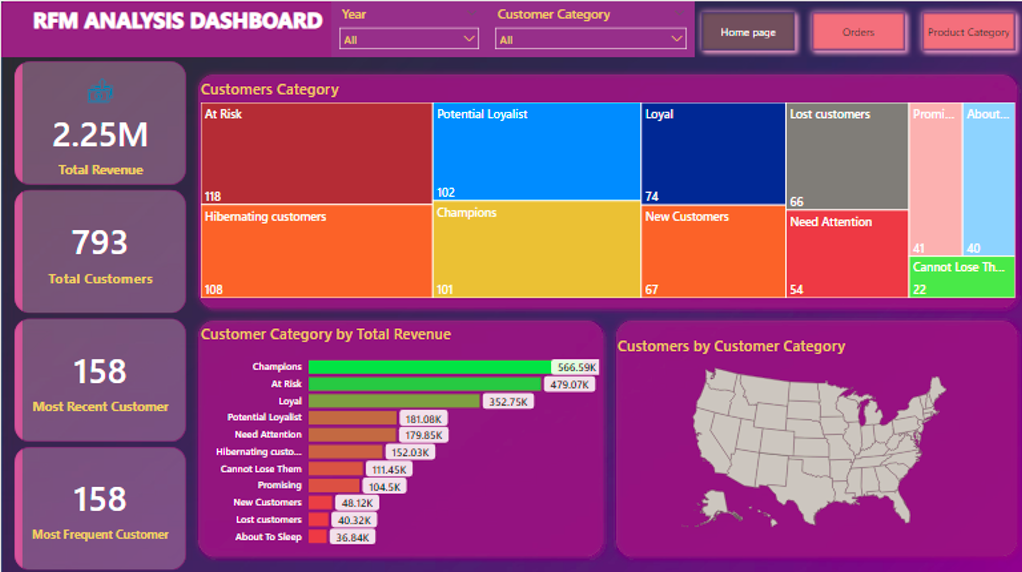 RFM ANALYSIS DASHBOARD
Year
All
Customer Category
All
Home page
Orders
Product Category
2.25M
Total Revenue
793
Total Customers
158
Most Recent Customer
158
Most Frequent Customer
Customers Category
At Risk
118
Potential Loyalist
102
Loyal
74
Lost customers
66
Promi...
41
About...
40
Hibernating customers
108
Champions
101
New Customers
67
Need Attention
54
Cannot Lose Th...
22
Customer Category by Total Revenue
Champions 566.59K
At Risk 479.07K
Loyal 352.75K
Potential Loyalist 181.08K
Need Attention 179.85K
Hibernating custo... 152.03K
Cannot Lose Them 111.45K
Promising 104.5K
New Customers 48.12K
Lost customers 40.32K
About To Sleep 36.84K
Customers by Customer Category